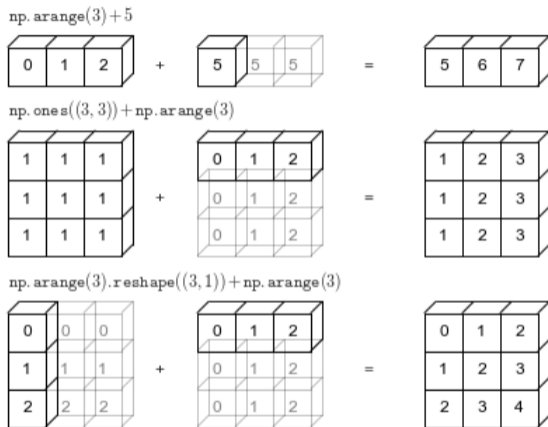 np.arange(3)+5
0 1 2 + 5 5 5 = 5 6 7
np.ones((3,3))+np.arange(3)
1 1 1 0 1 2 1 2 3
1 1 1 + 0 1 2 = 1 2 3
1 1 1 0 1 2 1 2 3
np.arange(3).reshape((3,1))+np.arange(3)
0 0 0 0 1 2 0 1 2
1 1 1 + 0 1 2 = 1 2 3
2 2 2 0 1 2 2 3 4